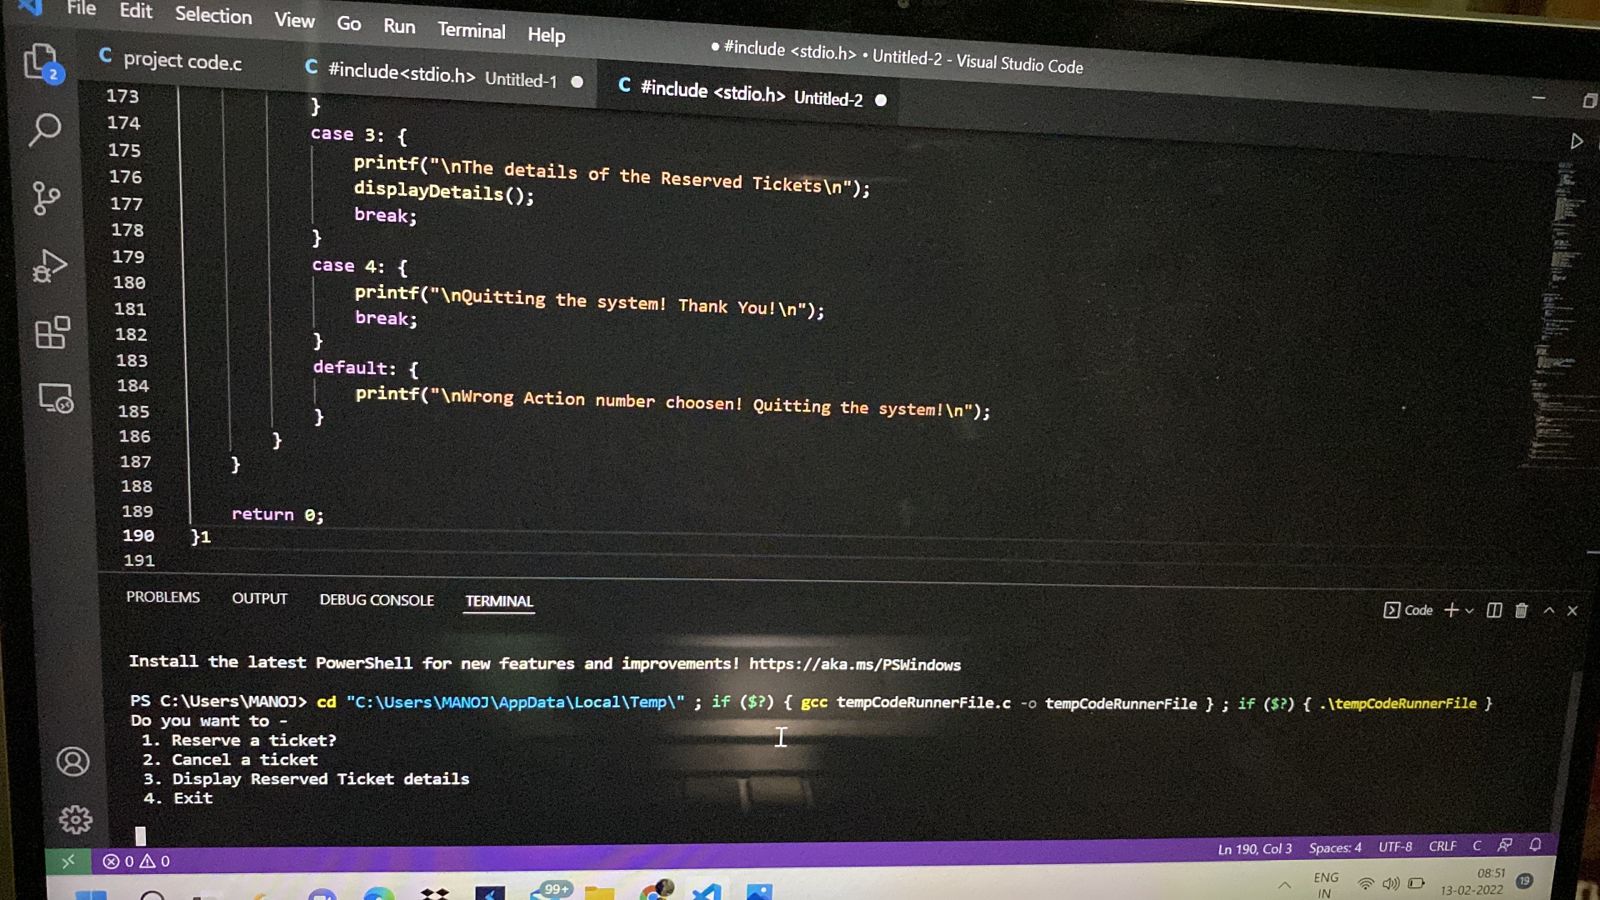 File Edit Selection View Go Run Terminal Help
● #include <stdio.h> • Untitled-2 - Visual Studio Code
C project code.c
C #include<stdio.h> Untitled-1 ●
C #include <stdio.h> Untitled-2 ●
2
173 }
174 case 3: {
175 printf("\nThe details of the Reserved Tickets\n");
176 displayDetails();
177 break;
178 }
179 case 4: {
180 printf("\nQuitting the system! Thank You!\n");
181 break;
182 }
183 default: {
184 printf("\nWrong Action number choosen! Quitting the system!\n");
185 }
186 }
187 }
188
189 return 0;
190 }1
191
PROBLEMS OUTPUT DEBUG CONSOLE TERMINAL
Code
Install the latest PowerShell for new features and improvements! https://aka.ms/PSWindows
PS C:\Users\MANOJ> cd "C:\Users\MANOJ\AppData\Local\Temp\" ; if ($?) { gcc tempCodeRunnerFile.c -o tempCodeRunnerFile } ; if ($?) { .\tempCodeRunnerFile }
Do you want to -
1. Reserve a ticket?
2. Cancel a ticket
3. Display Reserved Ticket details
4. Exit
0 0
Ln 190, Col 3 Spaces: 4 UTF-8 CRLF C
99+
ENG
IN
08:51
13-02-2022
19